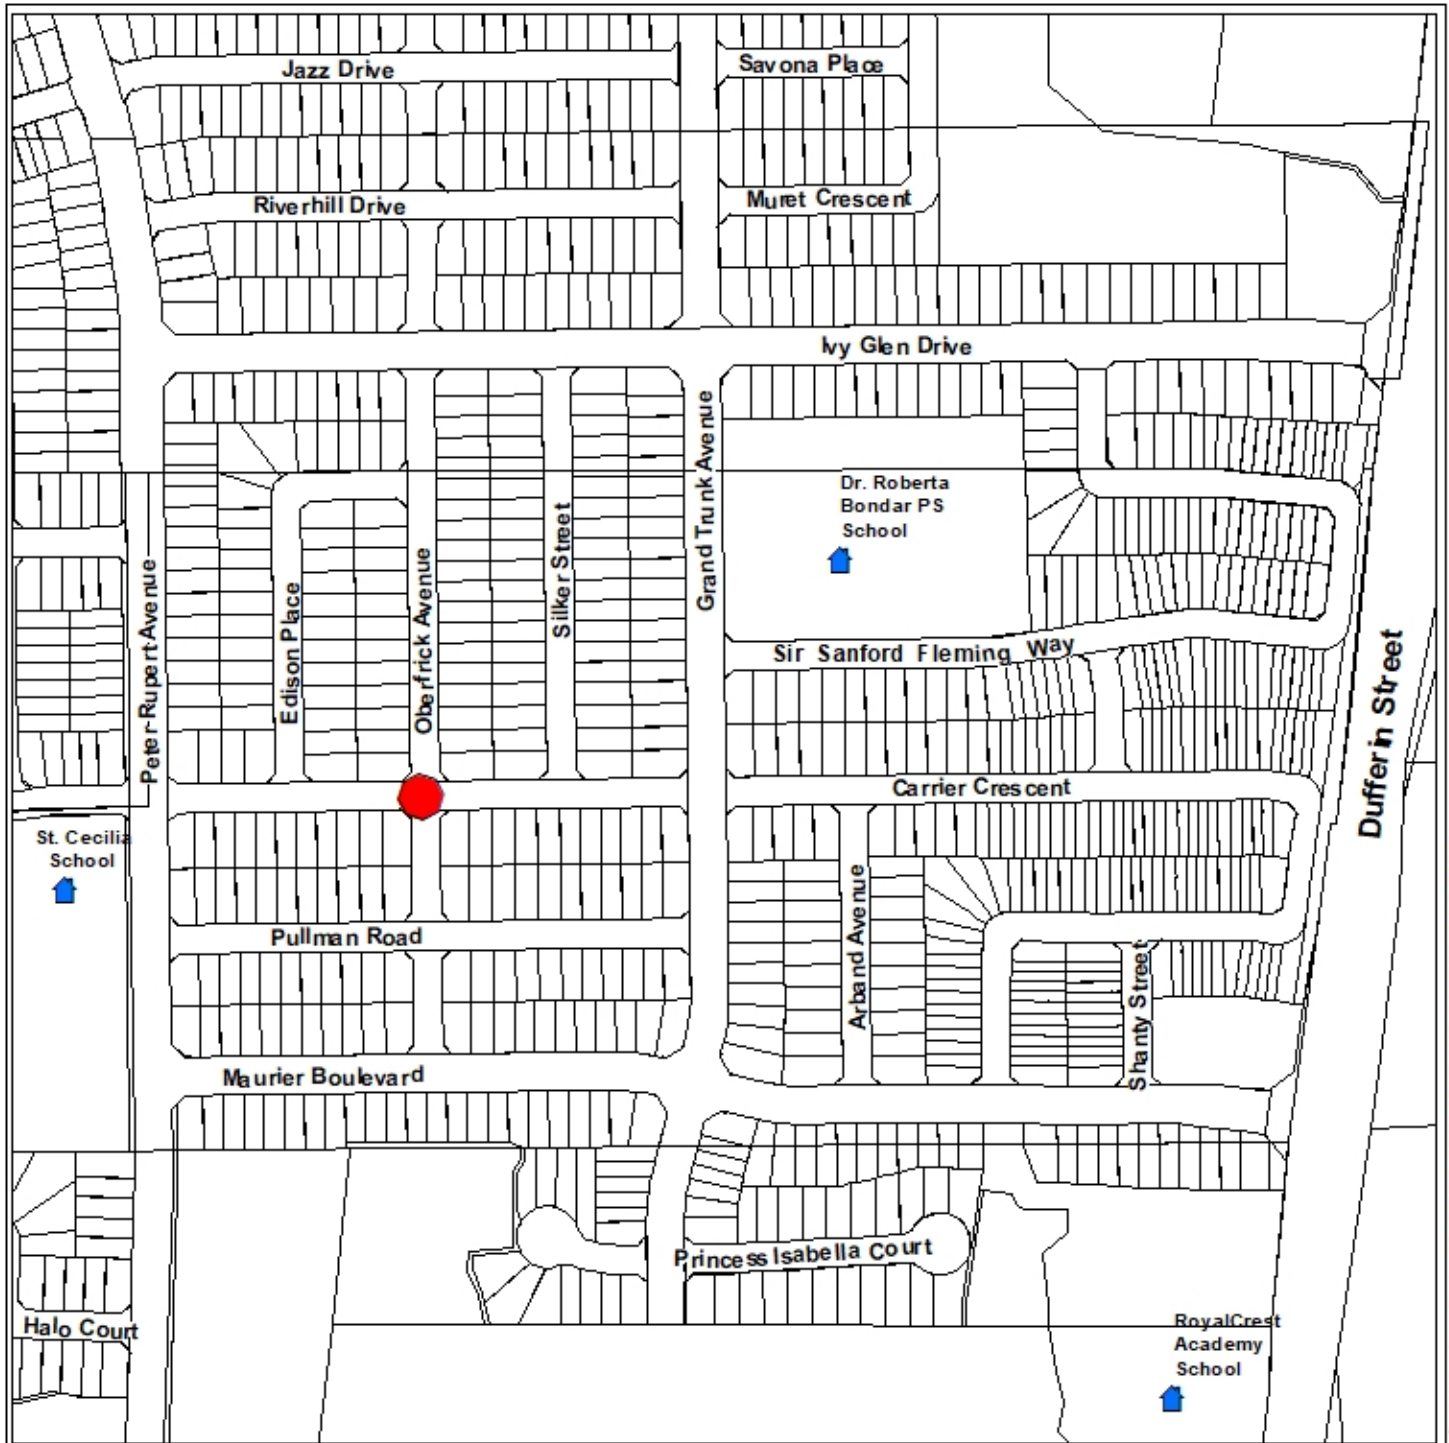 Jazz Drive
Savona Place
Riverhill Drive
Muret Crescent
Ivy Glen Drive
Grand Trunk Avenue
Dr. Roberta
Bondar PS
School
Silker Street
Oberfrick Avenue
Edison Place
Peter-Rupert Avenue
Sir Sanford Fleming Way
Dufferin Street
Carrier Crescent
St. Cecilia
School
Arband Avenue
Pullman Road
Shanty Street
Maurier Boulevard
Princess Isabella Court
Halo Court
RoyalCrest
Academy
School